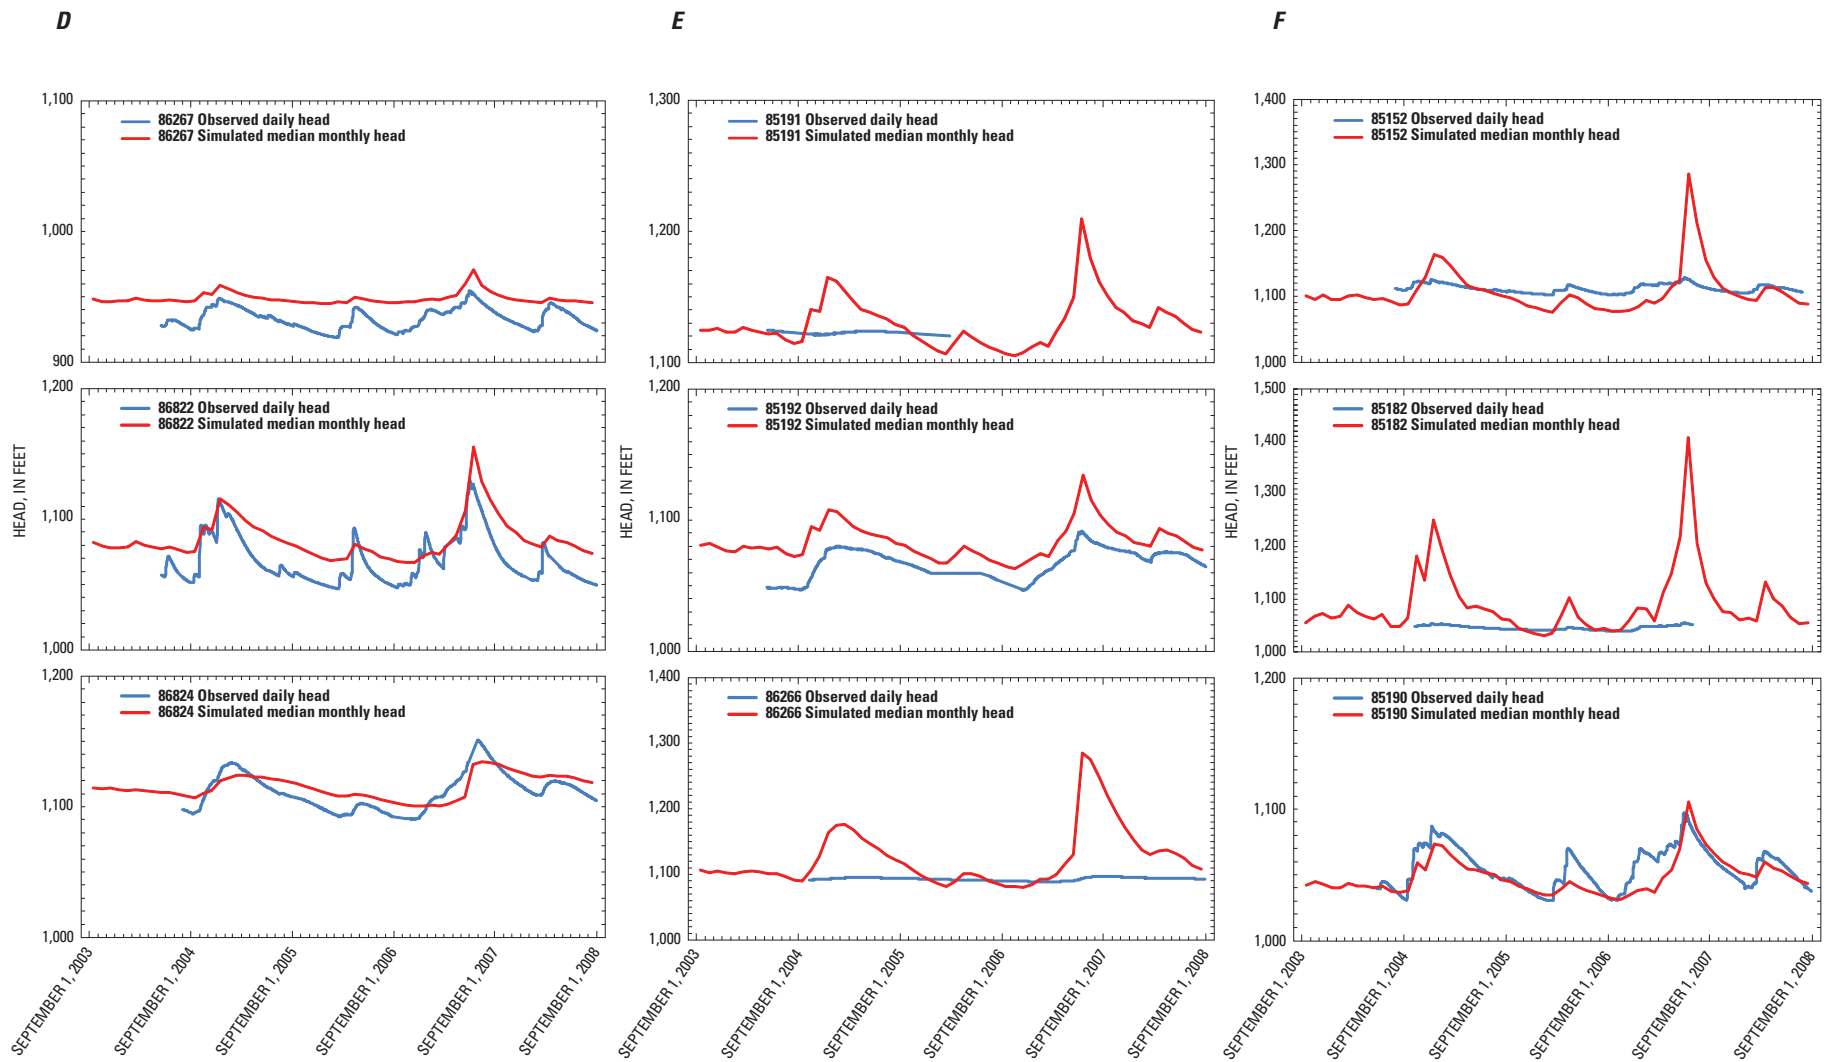 D
E
F
1,100
1,000
900
86267 Observed daily head
86267 Simulated median monthly head
1,300
1,200
1,100
85191 Observed daily head
85191 Simulated median monthly head
1,400
1,300
1,200
1,100
1,000
85152 Observed daily head
85152 Simulated median monthly head
HEAD, IN FEET
1,200
1,100
1,000
86822 Observed daily head
86822 Simulated median monthly head
HEAD, IN FEET
1,200
1,100
1,000
85192 Observed daily head
85192 Simulated median monthly head
HEAD, IN FEET
1,500
1,400
1,300
1,200
1,100
1,000
85182 Observed daily head
85182 Simulated median monthly head
1,200
1,100
1,000
86824 Observed daily head
86824 Simulated median monthly head
1,400
1,300
1,200
1,100
1,000
86266 Observed daily head
86266 Simulated median monthly head
1,200
1,100
1,000
85190 Observed daily head
85190 Simulated median monthly head
SEPTEMBER 1, 2003
SEPTEMBER 1, 2004
SEPTEMBER 1, 2005
SEPTEMBER 1, 2006
SEPTEMBER 1, 2007
SEPTEMBER 1, 2008
SEPTEMBER 1, 2003
SEPTEMBER 1, 2004
SEPTEMBER 1, 2005
SEPTEMBER 1, 2006
SEPTEMBER 1, 2007
SEPTEMBER 1, 2008
SEPTEMBER 1, 2003
SEPTEMBER 1, 2004
SEPTEMBER 1, 2005
SEPTEMBER 1, 2006
SEPTEMBER 1, 2007
SEPTEMBER 1, 2008